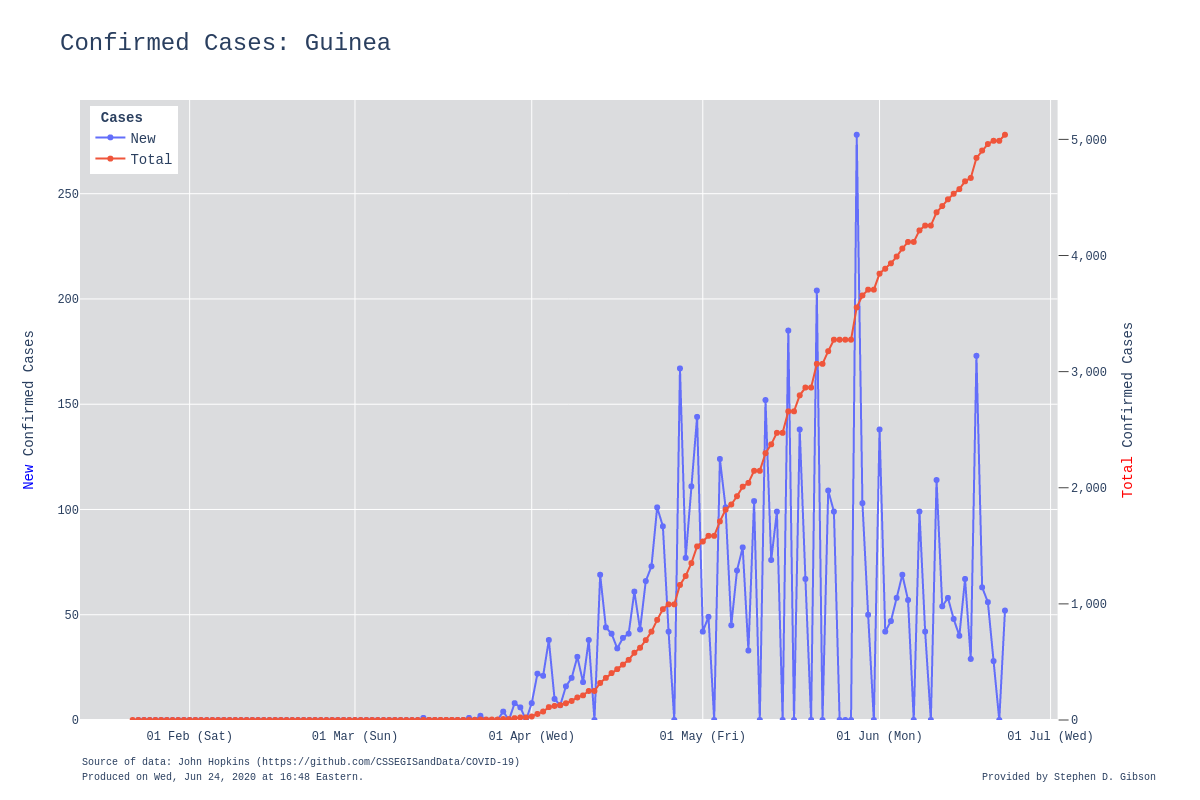 Confirmed Cases: Guinea
Cases
New
Total
250
200
150
100
50
0
5,000
4,000
3,000
2,000
1,000
0
New Confirmed Cases
Total Confirmed Cases
01 Feb (Sat) 01 Mar (Sun) 01 Apr (Wed) 01 May (Fri) 01 Jun (Mon) 01 Jul (Wed)
Source of data: John Hopkins (https://github.com/CSSEGISandData/COVID-19)
Produced on Wed, Jun 24, 2020 at 16:48 Eastern.
Provided by Stephen D. Gibson